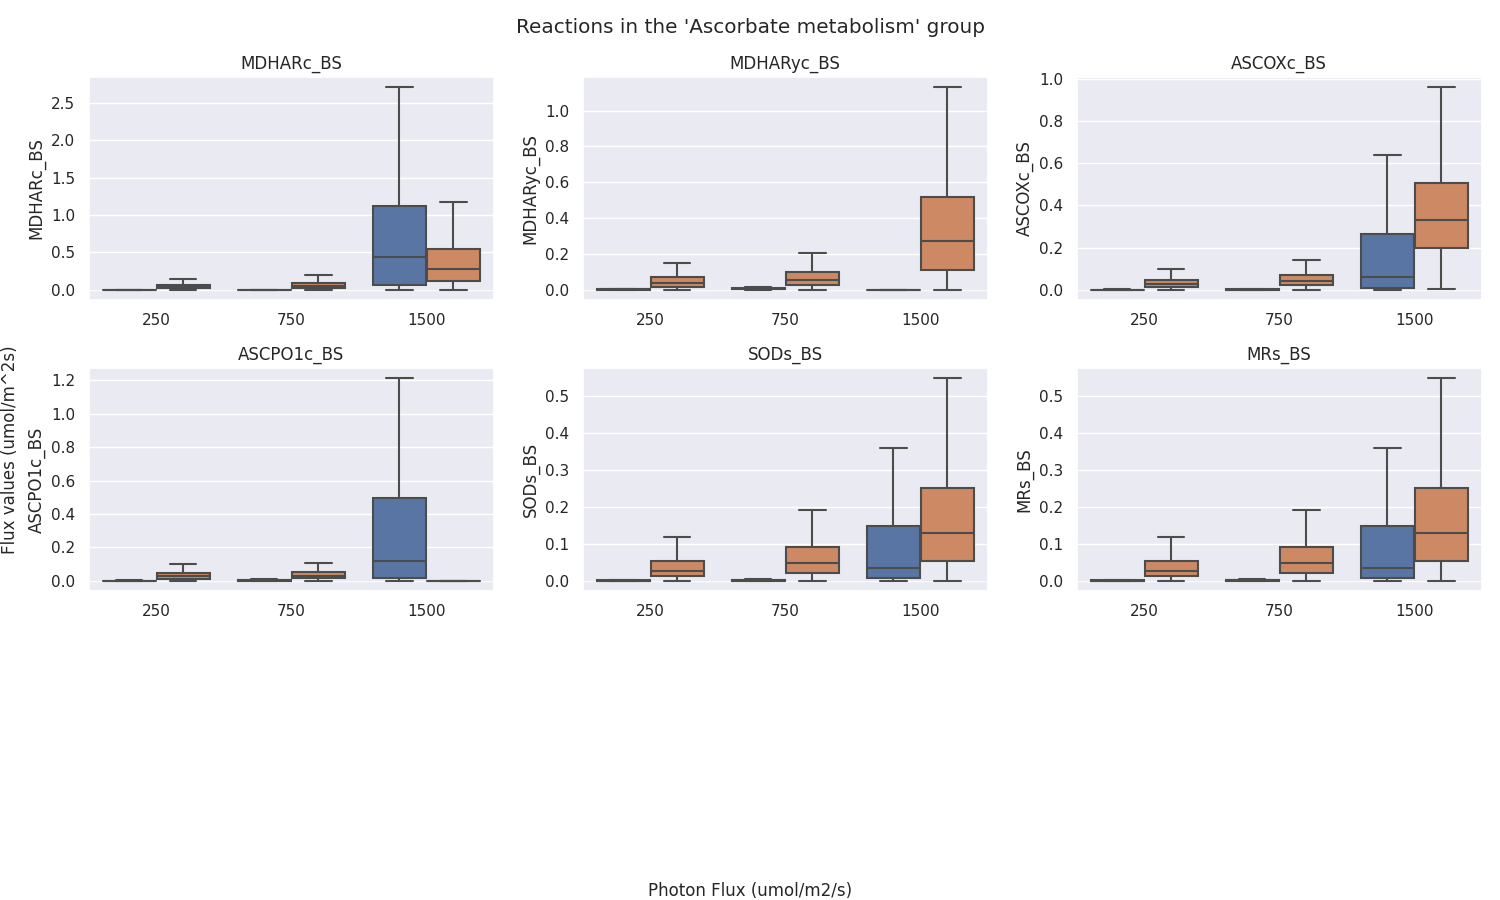 Reactions in the 'Ascorbate metabolism' group
MDHARc_BS
MDHARc_BS
2.5
2.0
1.5
1.0
0.5
0.0
250 750 1500
MDHARyc_BS
MDHARyc_BS
1.0
0.8
0.6
0.4
0.2
0.0
250 750 1500
ASCOXc_BS
ASCOXc_BS
1.0
0.8
0.6
0.4
0.2
0.0
250 750 1500
Flux values (umol/m^2s)
ASCPO1c_BS
ASCPO1c_BS
1.2
1.0
0.8
0.6
0.4
0.2
0.0
250 750 1500
SODs_BS
SODs_BS
0.5
0.4
0.3
0.2
0.1
0.0
250 750 1500
MRs_BS
MRs_BS
0.5
0.4
0.3
0.2
0.1
0.0
250 750 1500
Photon Flux (umol/m2/s)